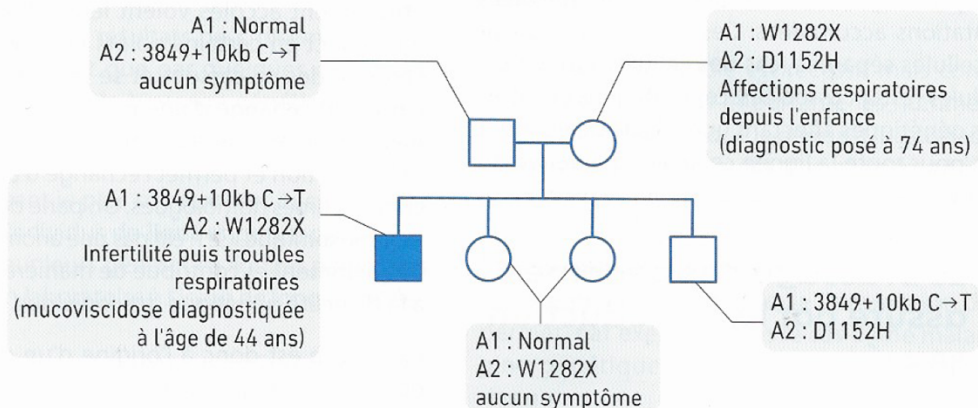 A1 : Normal
A2 : 3849+10kb C→T
aucun symptôme
A1 : W1282X
A2 : D1152H
Affections respiratoires
depuis l'enfance
(diagnostic posé à 74 ans)
A1 : 3849+10kb C→T
A2 : W1282X
Infertilité puis troubles
respiratoires
(mucoviscidose diagnostiquée
à l'âge de 44 ans)
A1 : Normal
A2 : W1282X
aucun symptôme
A1 : 3849+10kb C→T
A2 : D1152H